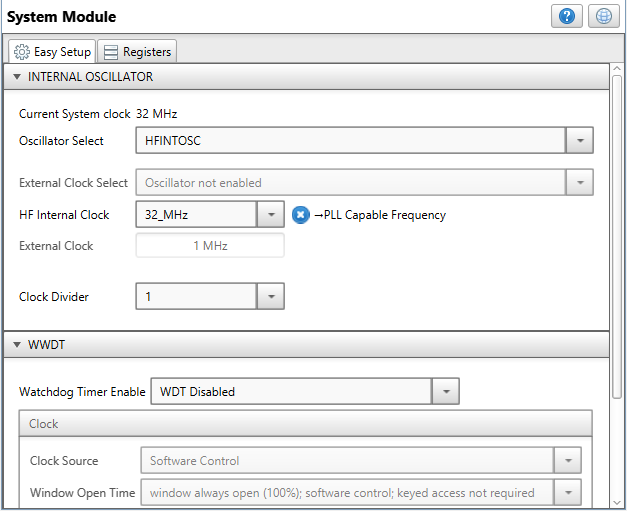 System Module
Easy Setup Registers
INTERNAL OSCILLATOR
Current System clock 32 MHz
Oscillator Select HFINTOSC
External Clock Select Oscillator not enabled
HF Internal Clock 32_MHz →PLL Capable Frequency
External Clock 1 MHz
Clock Divider 1
WWDT
Watchdog Timer Enable WDT Disabled
Clock
Clock Source Software Control
Window Open Time window always open (100%); software control; keyed access not required